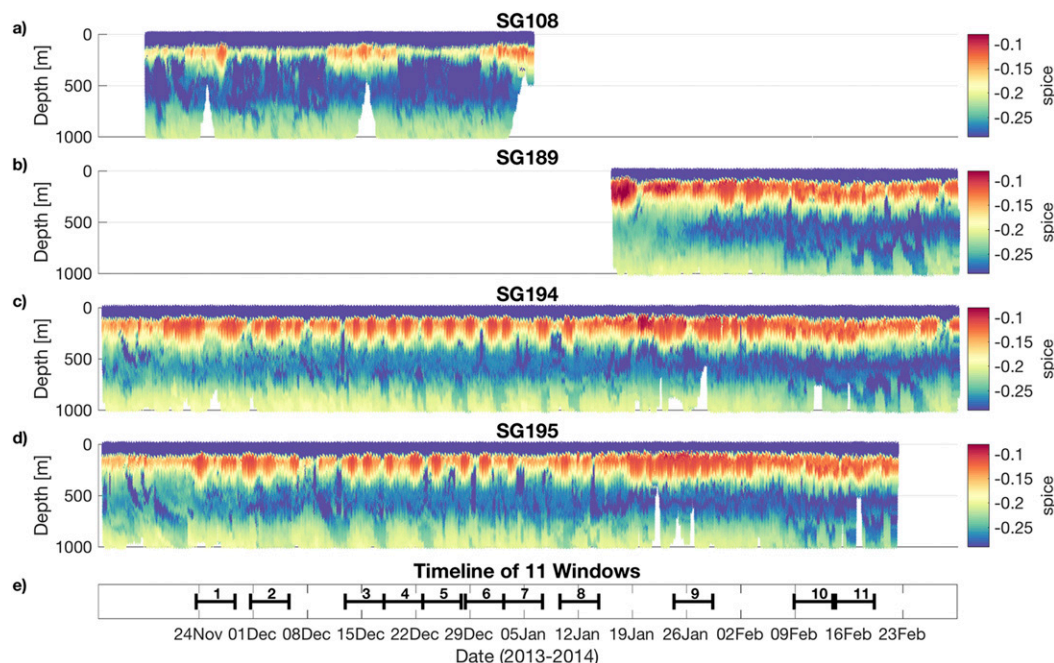 a)
SG108
0
500
1000
Depth [m]
-0.1
-0.15
-0.2
-0.25
spice
b)
SG189
0
500
1000
Depth [m]
-0.1
-0.15
-0.2
-0.25
spice
c)
SG194
0
500
1000
Depth [m]
-0.1
-0.15
-0.2
-0.25
spice
d)
SG195
0
500
1000
Depth [m]
-0.1
-0.15
-0.2
-0.25
spice
e)
Timeline of 11 Windows
1 2 3 4 5 6 7 8 9 10 11
24Nov 01Dec 08Dec 15Dec 22Dec 29Dec 05Jan 12Jan 19Jan 26Jan 02Feb 09Feb 16Feb 23Feb
Date (2013-2014)